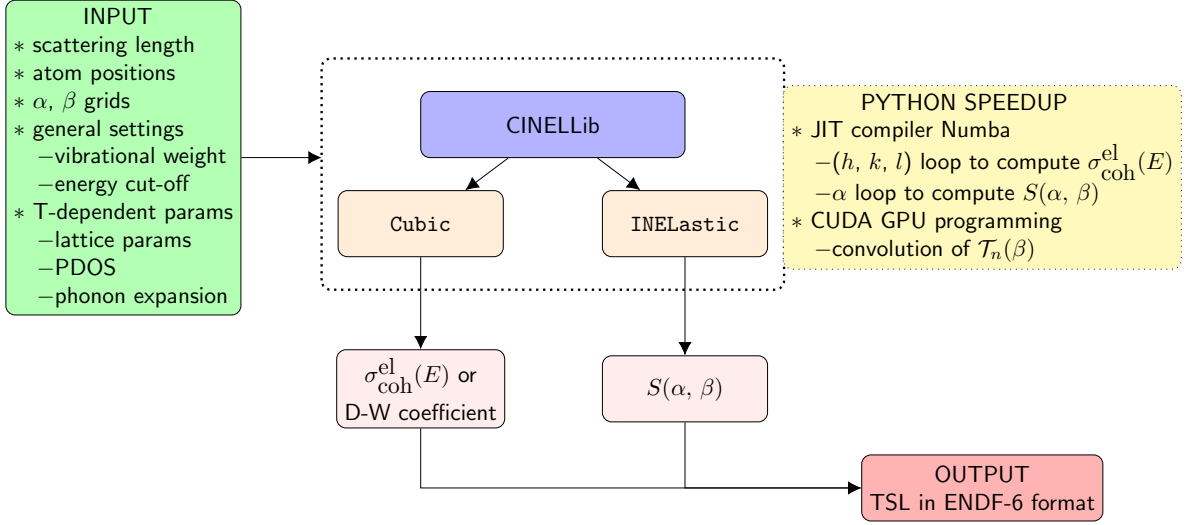 INPUT
* scattering length
* atom positions
* α, β grids
* general settings
−vibrational weight
−energy cut-off
* T-dependent params
−lattice params
−PDOS
−phonon expansion
CINELLib
Cubic
INELastic
PYTHON SPEEDUP
* JIT compiler Numba
−(h, k, l) loop to compute σ^el_coh(E)
−α loop to compute S(α, β)
* CUDA GPU programming
−convolution of 𝒯_n(β)
σ^el_coh(E) or
D-W coefficient
S(α, β)
OUTPUT
TSL in ENDF-6 format